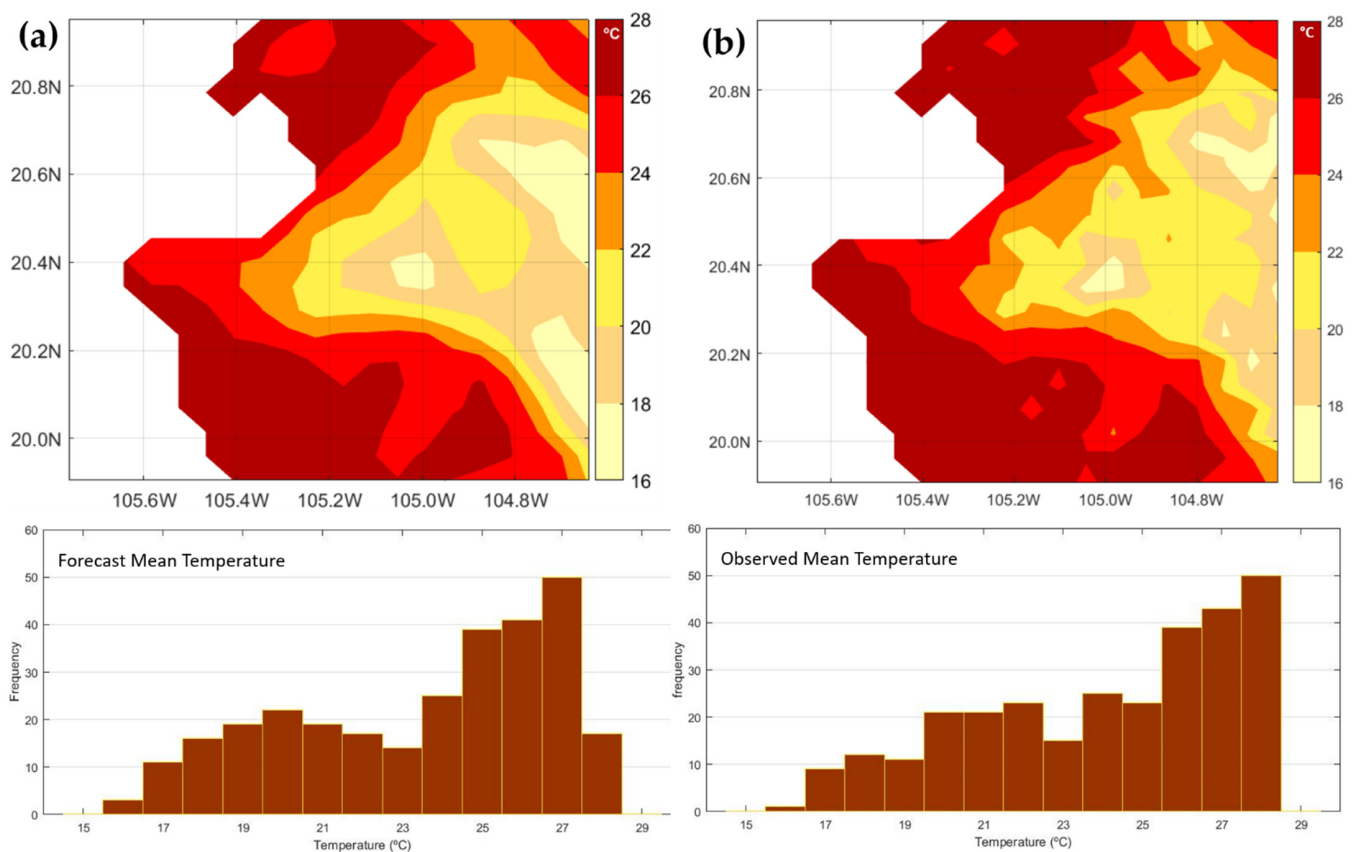 (a)
°C
28
26
24
22
20
18
16
20.8N
20.6N
20.4N
20.2N
20.0N
105.6W 105.4W 105.2W 105.0W 104.8W
(b)
°C
28
26
24
22
20
18
16
20.8N
20.6N
20.4N
20.2N
20.0N
105.6W 105.4W 105.2W 105.0W 104.8W
Forecast Mean Temperature
Frequency
60
50
40
30
20
10
0
15 17 19 21 23 25 27 29
Temperature (ºC)
Observed Mean Temperature
frequency
60
50
40
30
20
10
0
15 17 19 21 23 25 27 29
Temperature (ºC)